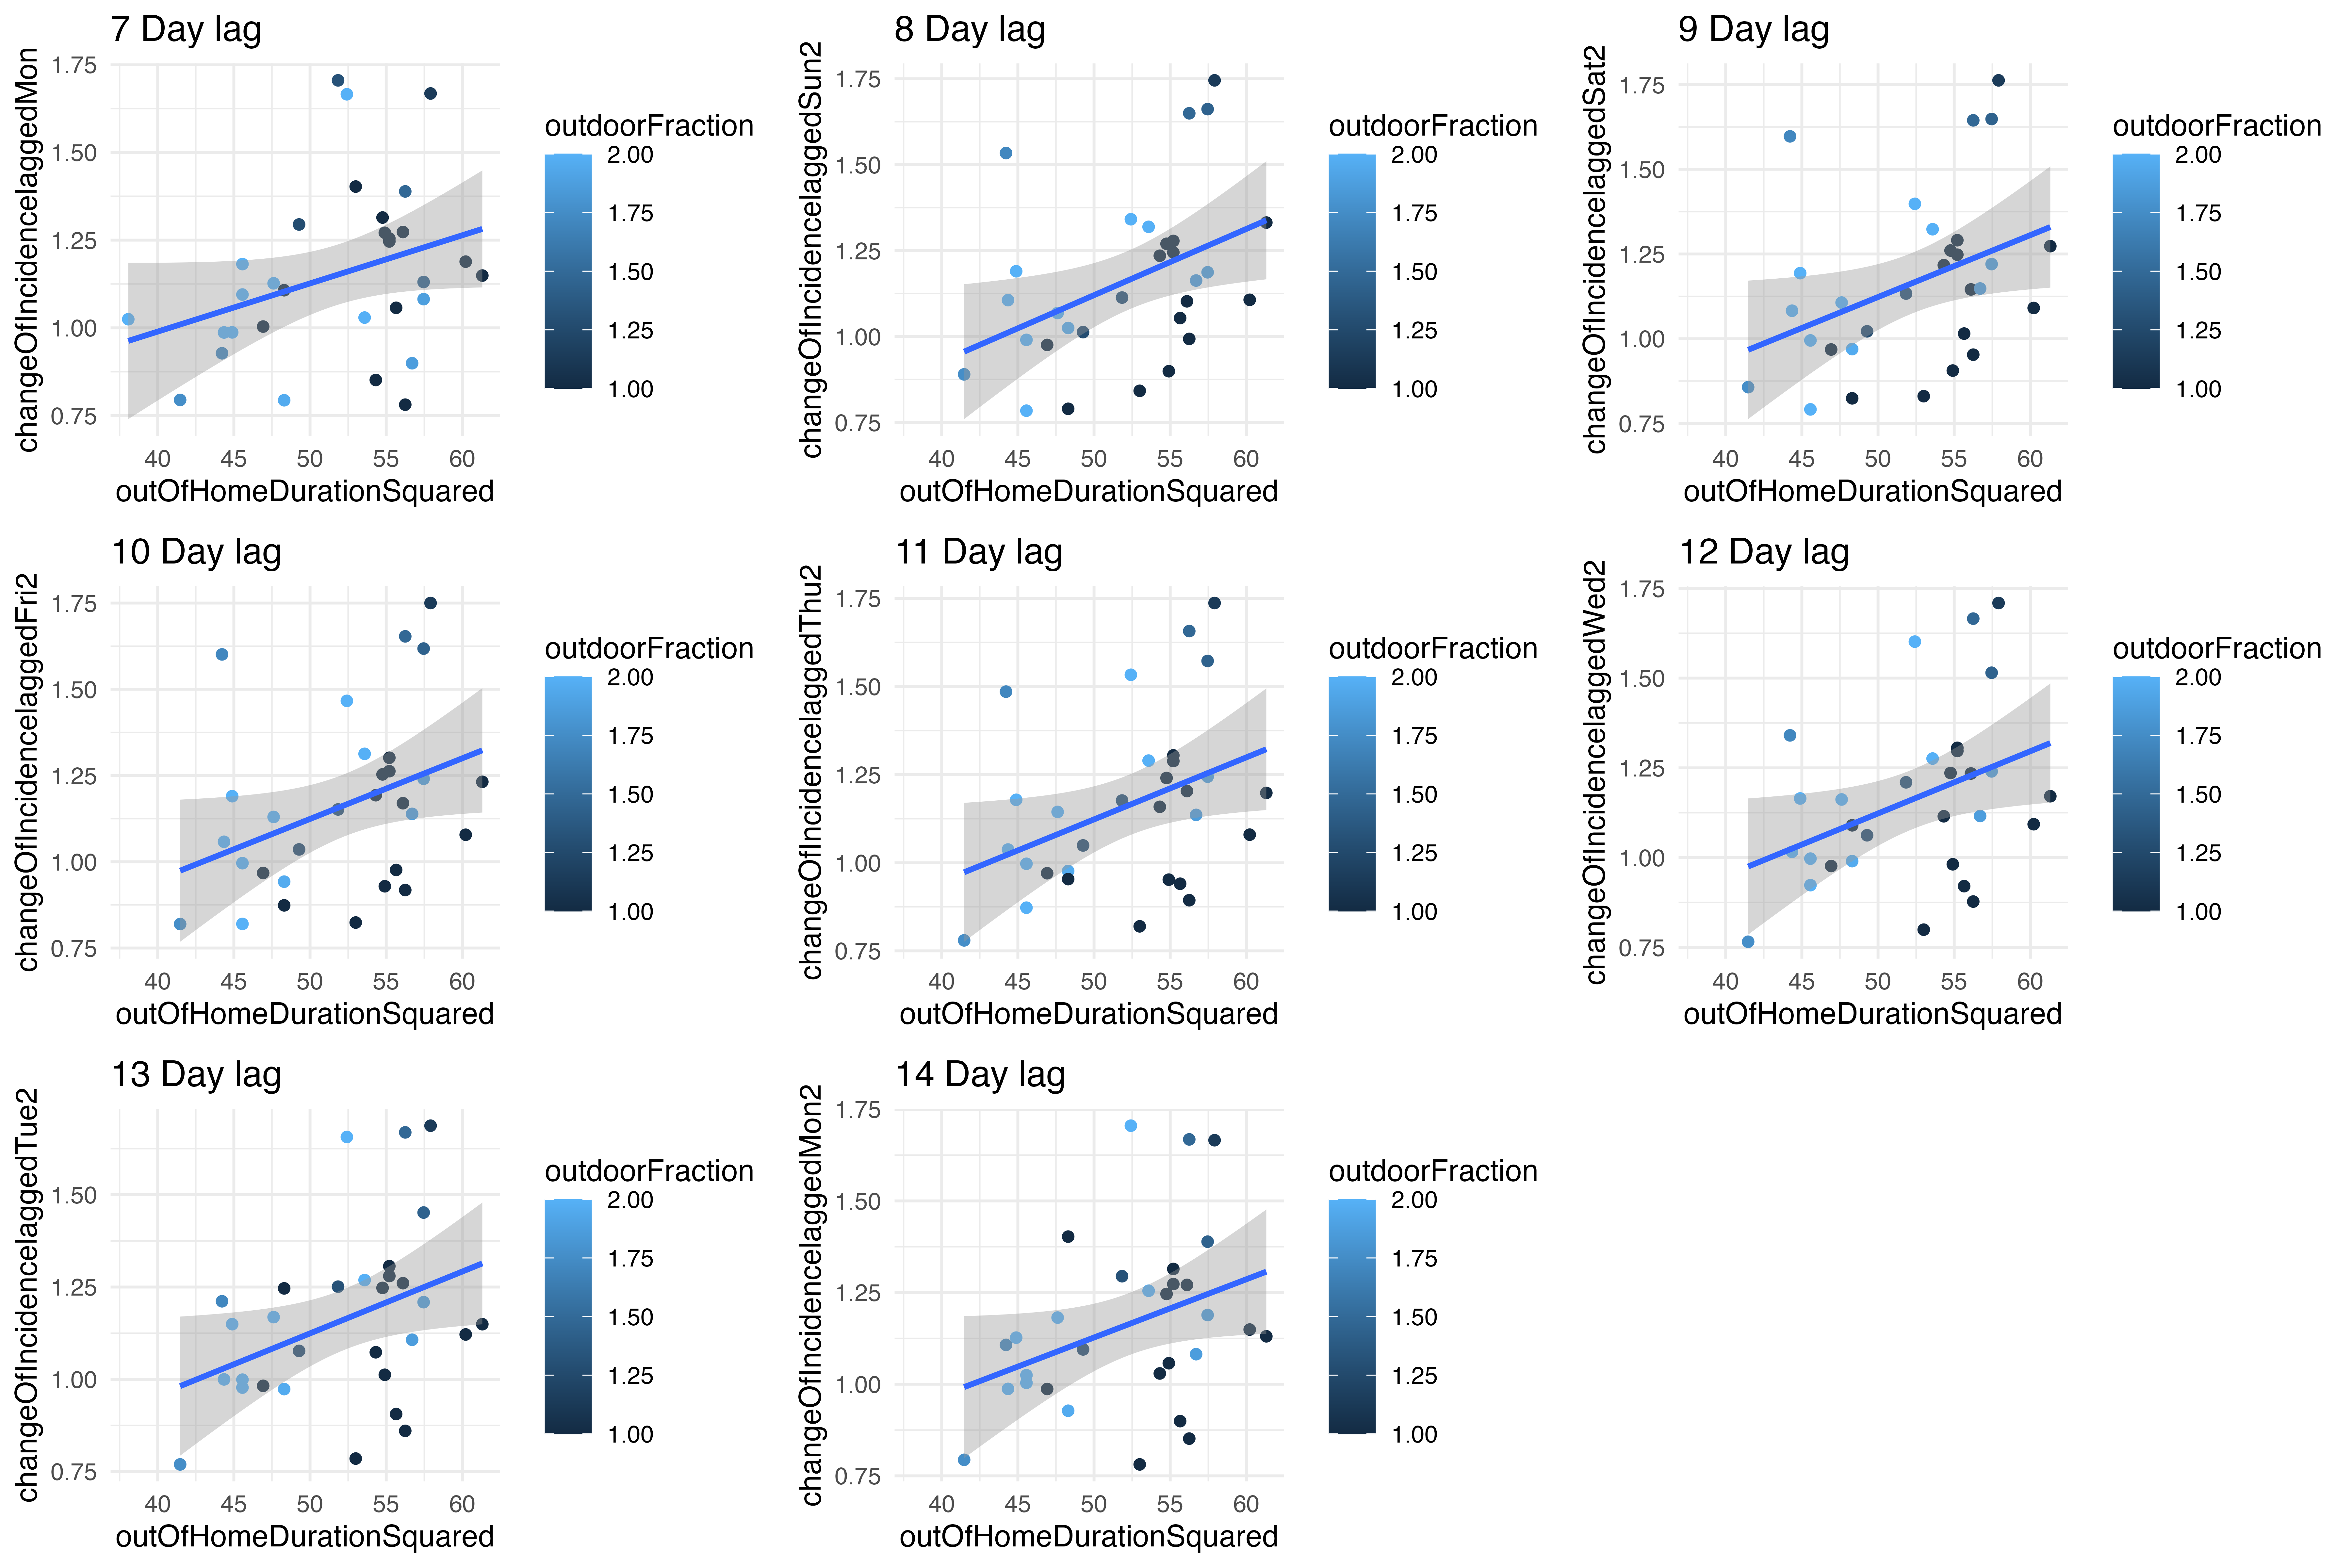 7 Day lag
changeOfIncidencelaggedMon
1.75
1.50
1.25
1.00
0.75
40 45 50 55 60
outOfHomeDurationSquared
outdoorFraction
2.00
1.75
1.50
1.25
1.00
8 Day lag
changeOfIncidencelaggedSun2
1.75
1.50
1.25
1.00
0.75
40 45 50 55 60
outOfHomeDurationSquared
outdoorFraction
2.00
1.75
1.50
1.25
1.00
9 Day lag
changeOfIncidencelaggedSat2
1.75
1.50
1.25
1.00
0.75
40 45 50 55 60
outOfHomeDurationSquared
outdoorFraction
2.00
1.75
1.50
1.25
1.00
10 Day lag
changeOfIncidencelaggedFri2
1.75
1.50
1.25
1.00
0.75
40 45 50 55 60
outOfHomeDurationSquared
outdoorFraction
2.00
1.75
1.50
1.25
1.00
11 Day lag
changeOfIncidencelaggedThu2
1.75
1.50
1.25
1.00
0.75
40 45 50 55 60
outOfHomeDurationSquared
outdoorFraction
2.00
1.75
1.50
1.25
1.00
12 Day lag
changeOfIncidencelaggedWed2
1.75
1.50
1.25
1.00
0.75
40 45 50 55 60
outOfHomeDurationSquared
outdoorFraction
2.00
1.75
1.50
1.25
1.00
13 Day lag
changeOfIncidencelaggedTue2
1.50
1.25
1.00
0.75
40 45 50 55 60
outOfHomeDurationSquared
outdoorFraction
2.00
1.75
1.50
1.25
1.00
14 Day lag
changeOfIncidencelaggedMon2
1.75
1.50
1.25
1.00
0.75
40 45 50 55 60
outOfHomeDurationSquared
outdoorFraction
2.00
1.75
1.50
1.25
1.00